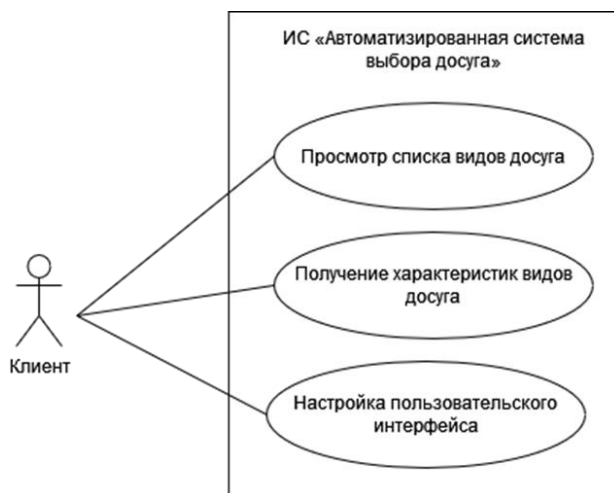 ИС «Автоматизированная система
выбора досуга»
Просмотр списка видов досуга
Получение характеристик видов
досуга
Клиент
Настройка пользовательского
интерфейса